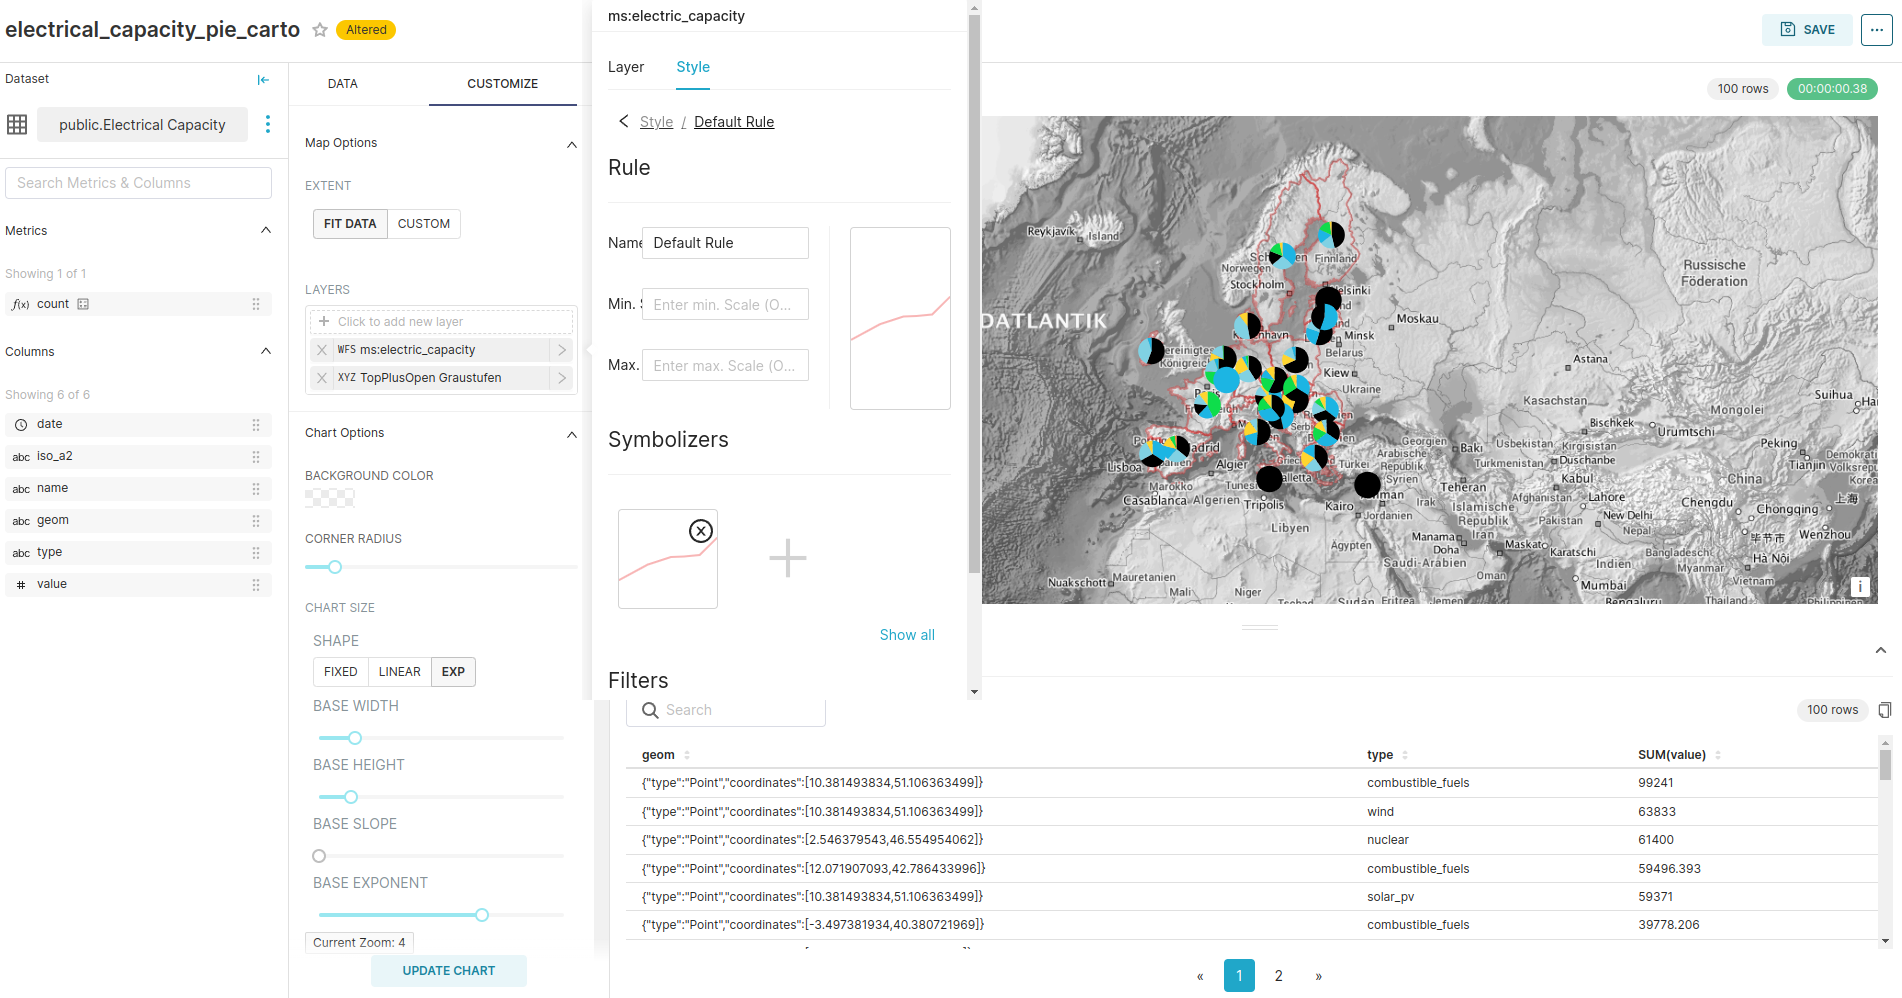 electrical_capacity_pie_carto
Altered
SAVE
Dataset
public.Electrical Capacity
Search Metrics & Columns
Metrics
Showing 1 of 1
f(x) count
Columns
Showing 6 of 6
date
abc iso_a2
abc name
abc geom
abc type
# value
DATA
CUSTOMIZE
Map Options
EXTENT
FIT DATA
CUSTOM
LAYERS
+ Click to add new layer
WFS ms:electric_capacity
XYZ TopPlusOpen Graustufen
Chart Options
BACKGROUND COLOR
CORNER RADIUS
CHART SIZE
SHAPE
FIXED
LINEAR
EXP
BASE WIDTH
BASE HEIGHT
BASE SLOPE
BASE EXPONENT
Current Zoom: 4
UPDATE CHART
ms:electric_capacity
Layer
Style
Style / Default Rule
Rule
Name
Default Rule
Min.
Enter min. Scale (O...
Max.
Enter max. Scale (O...
Symbolizers
Show all
Filters
100 rows
00:00:00.38
Reykjavík
Island
Norwegen
Finnland
Stockholm
Russische
Föderation
DATLANTIK
Moskau
Minsk
Belarus
Kiew
Ukraine
Astana
Kasachstan
Mongolei
Suihua
Bischkek
Urumtschi
Georgien
Baki
Usbekistan
Kirgisistan
Peking
Tianjin
Lisboa
Algier
Arabische
Republik
Syrien
Turkmenistan
Duschanbe
China
Marokko
Teheran
Kabul
Casablanca
Algerien
Tripolis
Kairo
Jordanien
Irak
Islamische
Republik
Iran
Afghanistan
Lahore
Chengdu
Chongqing
上海
Pakistan
New Delhi
Nepal
Libyen
Ägypten
Manama
Doha
Maskat
Karatschi
Bangladesch
Myanmar
毕节市
Wenzhou
Hà Nội
Saudi-Arabien
Indien
Vietnam
Nuakschott
Mauretanien
Oman
Mumbai
Mali
Niger
Tschad
Sudan
Eritrea
Jemen
Bengaluru
Thailand
Philippinen
i
Search
100 rows
geom
type
SUM(value)
{"type":"Point","coordinates":[10.381493834,51.106363499]}
combustible_fuels
99241
{"type":"Point","coordinates":[10.381493834,51.106363499]}
wind
63833
{"type":"Point","coordinates":[2.546379543,46.554954062]}
nuclear
61400
{"type":"Point","coordinates":[12.071907093,42.786433996]}
combustible_fuels
59496.393
{"type":"Point","coordinates":[10.381493834,51.106363499]}
solar_pv
59371
{"type":"Point","coordinates":[-3.497381934,40.380721969]}
combustible_fuels
39778.206
« 1 2 »